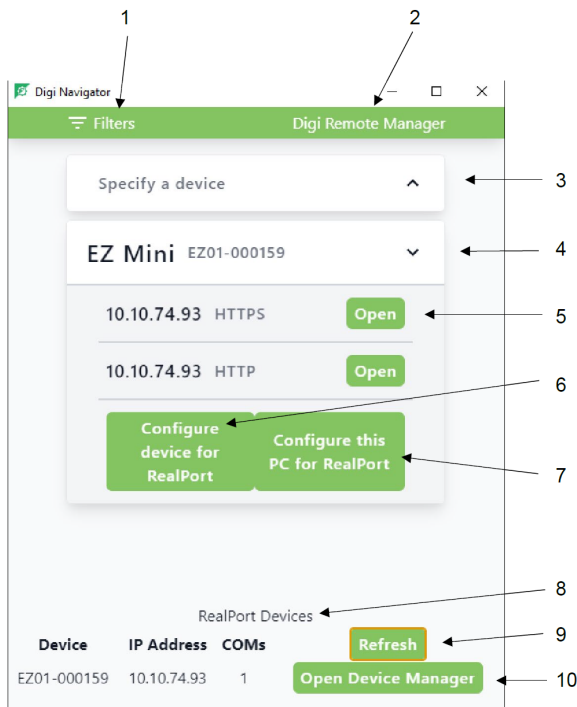 1
2
Digi Navigator
Filters
Digi Remote Manager
Specify a device
3
EZ Mini EZ01-000159
4
10.10.74.93 HTTPS Open
5
10.10.74.93 HTTP Open
6
Configure
device for
RealPort
Configure this
PC for RealPort
7
RealPort Devices
8
Device IP Address COMs Refresh
9
EZ01-000159 10.10.74.93 1 Open Device Manager
10